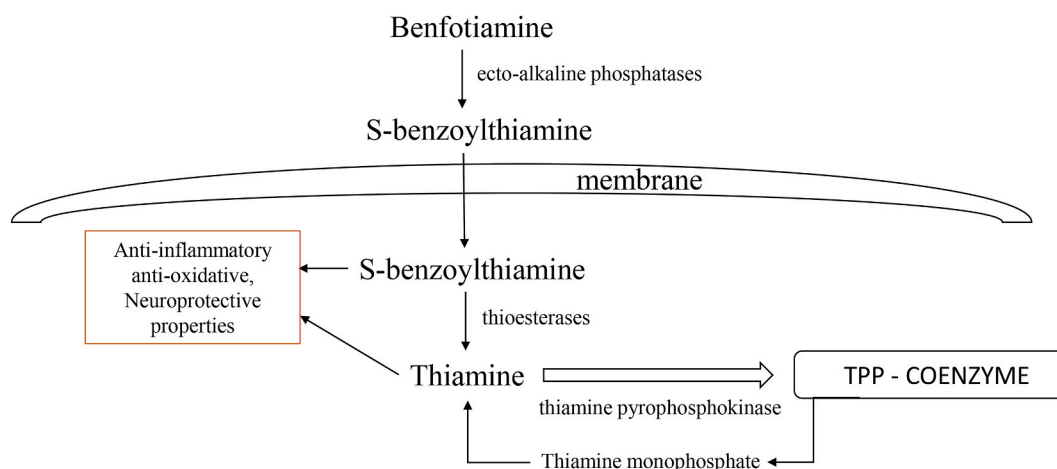 Benfotiamine
ecto-alkaline phosphatases
S-benzoylthiamine
membrane
Anti-inflammatory
anti-oxidative,
Neuroprotective
properties
S-benzoylthiamine
thioesterases
Thiamine
TPP - COENZYME
thiamine pyrophosphokinase
Thiamine monophosphate